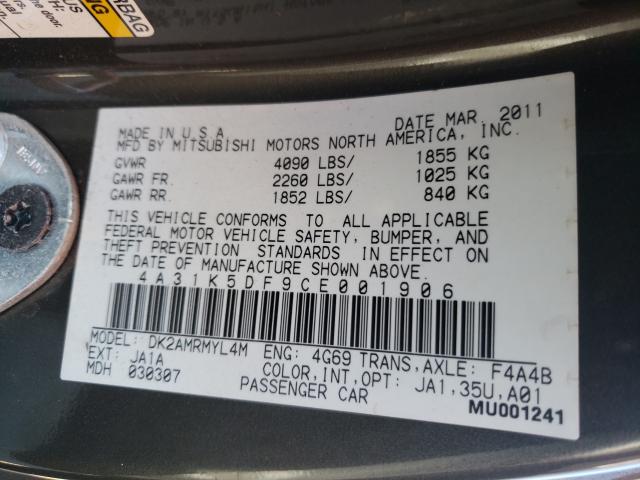 AIRBAG
MADE IN U.S.A.
DATE MAR. 2011
MFD BY MITSUBISHI MOTORS NORTH AMERICA, INC.
GVWR 4090 LBS/ 1855 KG
GAWR FR. 2260 LBS/ 1025 KG
GAWR RR. 1852 LBS/ 840 KG
THIS VEHICLE CONFORMS TO ALL APPLICABLE
FEDERAL MOTOR VEHICLE SAFETY, BUMPER, AND
THEFT PREVENTION STANDARDS IN EFFECT ON
THE DATE OF MANUFACTURE SHOWN ABOVE.
4A31K5DF9CE001906
MODEL: DK2AMRMYL4M ENG: 4G69 TRANS,AXLE: F4A4B
EXT: JA1A COLOR,INT,OPT: JA1,35U,A01
MDH 030307 PASSENGER CAR
MU001241